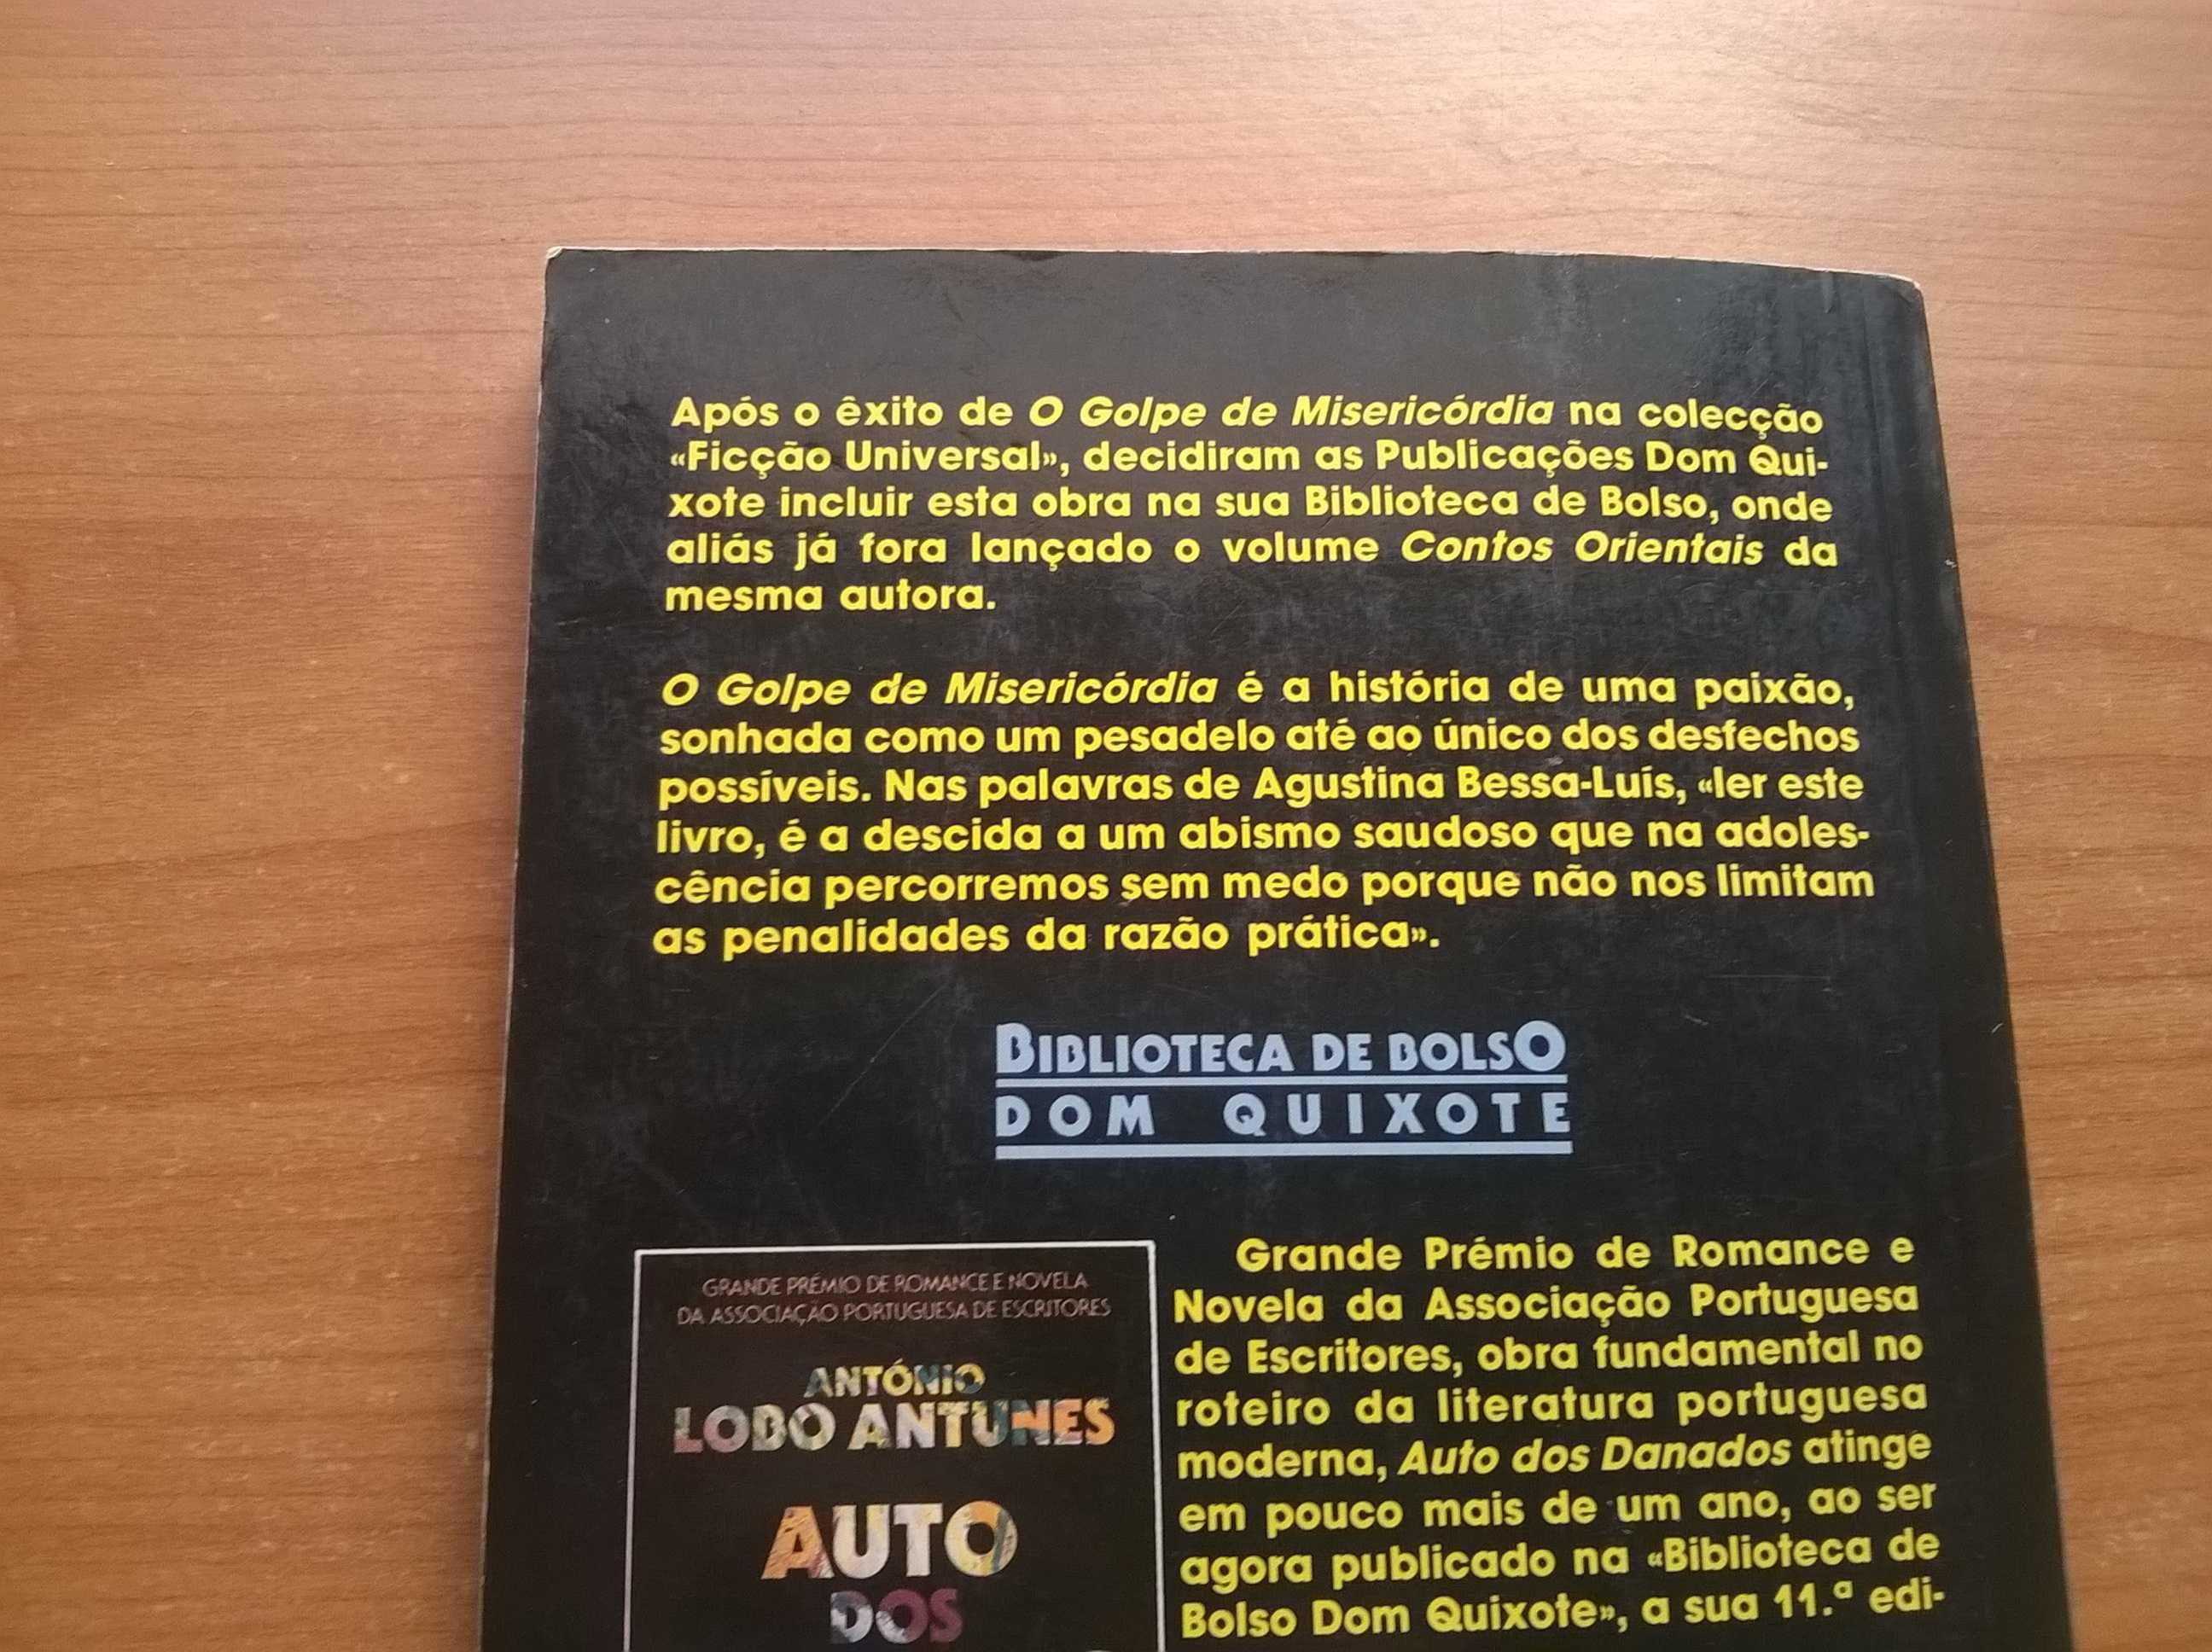 Após o êxito de O Golpe de Misericórdia na colecção
«Ficção Universal», decidiram as Publicações Dom Qui-
xote incluir esta obra na sua Biblioteca de Bolso, onde
aliás já fora lançado o volume Contos Orientais da
mesma autora.
O Golpe de Misericórdia é a história de uma paixão,
sonhada como um pesadelo até ao único dos desfechos
possíveis. Nas palavras de Agustina Bessa-Luís, «ler este
livro, é a descida a um abismo saudoso que na adoles-
cência percorremos sem medo porque não nos limitam
as penalidades da razão prática».
BIBLIOTECA DE BOLSO
DOM QUIXOTE
GRANDE PRÉMIO DE ROMANCE E NOVELA
DA ASSOCIAÇÃO PORTUGUESA DE ESCRITORES
ANTÓNIO
LOBO ANTUNES
AUTO
DOS
Grande Prémio de Romance e
Novela da Associação Portuguesa
de Escritores, obra fundamental no
roteiro da literatura portuguesa
moderna, Auto dos Danados atinge
em pouco mais de um ano, ao ser
agora publicado na «Biblioteca de
Bolso Dom Quixote», a sua 11.ª edi-